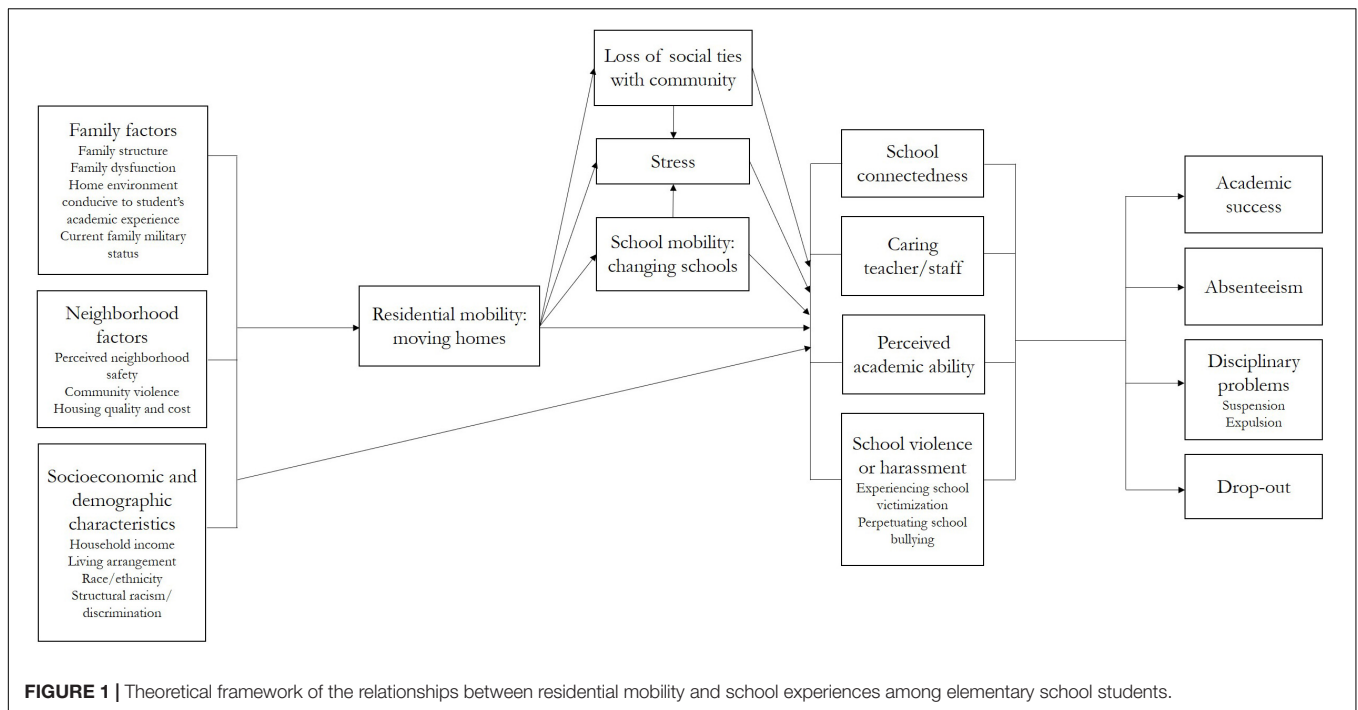 Family factors
Family structure
Family dysfunction
Home environment
conducive to student's
academic experience
Current family military
status
Neighborhood
factors
Perceived neighborhood
safety
Community violence
Housing quality and cost
Socioeconomic and
demographic
characteristics
Household income
Living arrangement
Race/ethnicity
Structural racism/
discrimination
Residential mobility:
moving homes
Loss of social ties
with community
Stress
School mobility:
changing schools
School
connectedness
Caring
teacher/staff
Perceived
academic ability
School violence
or harassment
Experiencing school
victimization
Perpetuating school
bullying
Academic
success
Absenteeism
Disciplinary
problems
Suspension
Expulsion
Drop-out
FIGURE 1 | Theoretical framework of the relationships between residential mobility and school experiences among elementary school students.